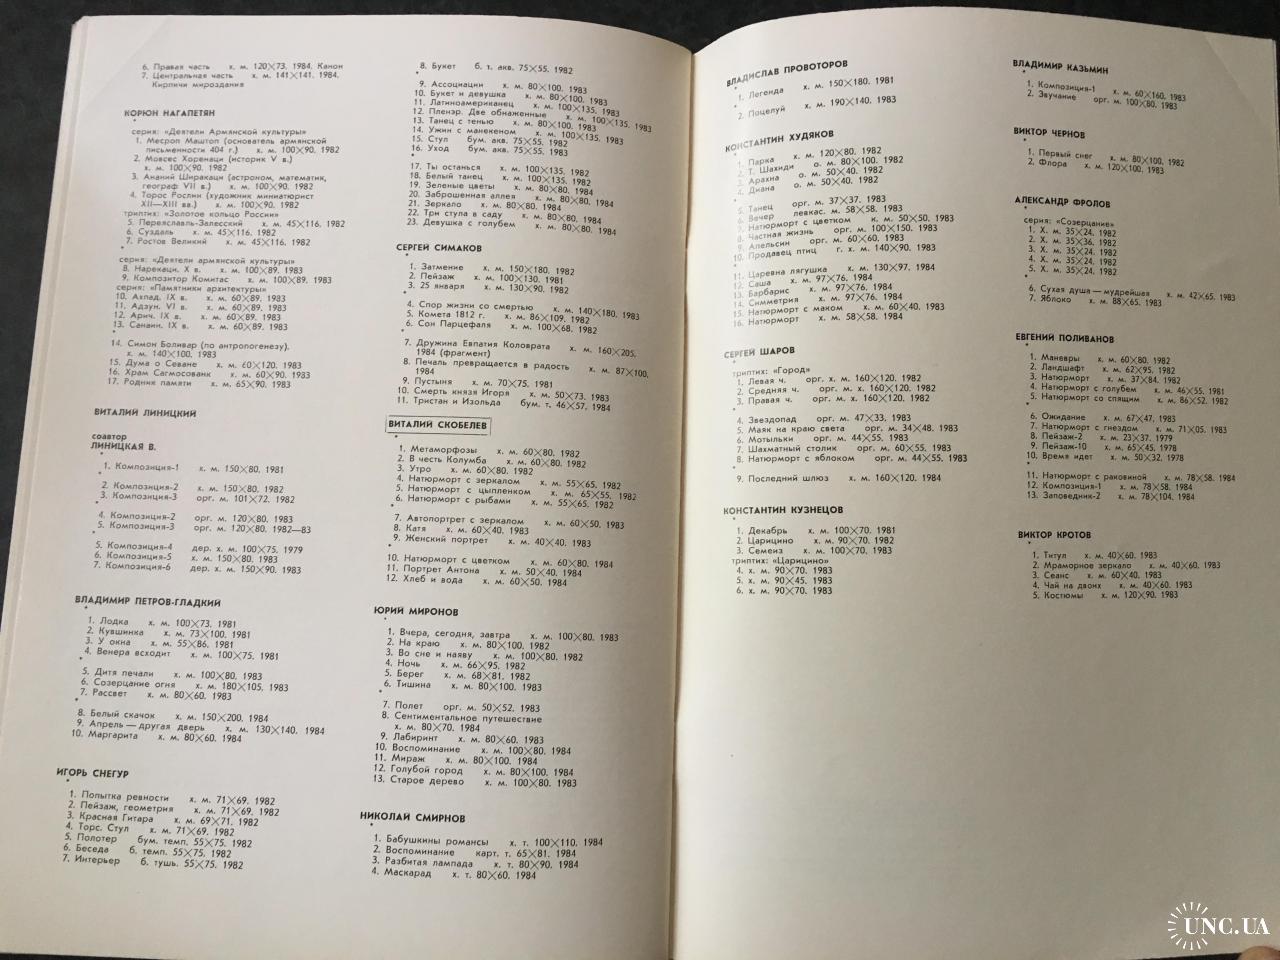 6. Правая часть х. м. 120×73. 1984. Канон
7. Центральная часть х. м. 141×141. 1984.
Кирпичи мироздания
КОРЮН НАГАПЕТЯН
*
серия: «Деятели Армянской культуры»
1. Месроп Маштоп (основатель армянской
письменности 404 г.) х. м. 100×90. 1982
2. Мовсес Хоренаци (историк V в.)
х. м. 100×90. 1982
3. Ананий Ширакаци (астроном, математик,
географ VII в.) х. м. 100×90. 1982
4. Торос Рослин (художник миниатюрист
XII—XIII вв.) х. м. 100×90. 1982
триптих: «Золотое кольцо России»
5. Переяславль-Залесский х. м. 45×116. 1982
6. Суздаль х. м. 45×116. 1982
7. Ростов Великий х. м. 45×116. 1982
*
серия: «Деятели армянской культуры»
8. Нарекаци. X в. х. м. 100×89. 1983
9. Композитор Комитас х. м. 100×89. 1983
серия: «Памятники архитектуры»
10. Ахпад. IX в. х. м. 60×89. 1983
11. Адзун. VI в. х. м. 60×89. 1983
12. Арич. IX в. х. м. 60×89. 1983
13. Санаин. IX в. х. м. 60×89. 1983
*
14. Симон Боливар (по антропогенезу).
х. м. 140×100. 1983
15. Дума о Севане х. м. 60×120. 1983
16. Храм Сагмосованк х. м. 60×90. 1983
17. Родник памяти х. м. 65×90. 1983
ВИТАЛИЙ ЛИНИЦКИЙ
соавтор
ЛИНИЦКАЯ В.
*
1. Композиция-1 х. м. 150×80. 1981
*
2. Композиция-2 х. м. 150×80. 1982
3. Композиция-3 орг. м. 101×72. 1982
*
4. Композиция-2 орг. м. 120×80. 1983
5. Композиция-3 орг. м. 120×80. 1982—83
*
5. Композиция-4 дер. х. м. 100×75. 1979
6. Композиция-5 х. м. 150×80. 1983
7. Композиция-6 дер. х. м. 150×90. 1983
ВЛАДИМИР ПЕТРОВ-ГЛАДКИЙ
*
1. Лодка х. м. 100×73. 1981
2. Кувшинка х. м. 73×100. 1981
3. У окна х. м. 55×86. 1981
4. Венера всходит х. м. 100×75. 1981
*
5. Дитя печали х. м. 100×80. 1983
6. Созерцание огня х. м. 180×105. 1983
7. Рассвет х. м. 80×60. 1983
*
8. Белый скачок х. м. 150×200. 1984
9. Апрель — другая дверь х. м. 130×140. 1984
10. Маргарита х. м. 80×60. 1984
ИГОРЬ СНЕГУР
*
1. Попытка ревности х. м. 71×69. 1982
2. Пейзаж, геометрия х. м. 71×69. 1982
3. Красная Гитара х. м. 69×71. 1982
4. Торс. Стул х. м. 71×69. 1982
5. Полотер бум. темп. 55×75. 1982
6. Беседа б. темп. 55×75. 1982
7. Интерьер б. тушь. 55×75. 1982
8. Букет б. т. акв. 75×55. 1982
*
9. Ассоциации х. м. 80×100. 1983
10. Букет и девушка х. м. 80×100. 1983
11. Латиноамериканец х. м. 100×135. 1983
12. Пленэр. Две обнаженные х. м. 100×135. 1983
13. Танец с тенью х. м. 80×100. 1983
14. Ужин с манекеном х. м. 100×135. 1983
15. Стул бум. акв. 75×55. 1982
16. Уход бум. акв. 75×55. 1983
*
17. Ты останься х. м. 100×135. 1982
18. Белый танец х. м. 100×135. 1982
19. Зеленые цветы х. м. 80×80. 1984
20. Заброшенная аллея х. м. 80×80. 1984
21. Зеркало х. м. 80×80. 1984
22. Три стула в саду х. м. 80×80. 1984
23. Девушка с голубем х. м. 80×80. 1984
СЕРГЕЙ СИМАКОВ
*
1. Затмение х. м. 150×180. 1982
2. Пейзаж х. м. 100×130. 1981
3. 25 января х. м. 130×90. 1982
*
4. Спор жизни со смертью х. м. 140×180. 1983
5. Комета 1812 г. х. м. 86×109. 1982
6. Сон Парцефаля х. м. 100×68. 1982
*
7. Дружина Евпатия Коловрата х. м. 160×205.
1984 (фрагмент)
8. Печаль превращается в радость х. м. 87×100.
1984
9. Пустыня х. м. 70×75. 1981
10. Смерть князя Игоря х. м. 50×73. 1983
11. Тристан и Изольда бум. т. 46×57. 1984
ВИТАЛИЙ СКОБЕЛЕВ
*
1. Метаморфозы х. м. 60×80. 1982
2. В честь Колумба х. м. 60×80. 1982
3. Утро х. м. 60×80. 1982
4. Натюрморт с зеркалом х. м. 55×65. 1982
5. Натюрморт с цыпленком х. м. 65×55. 1982
6. Натюрморт с рыбами х. м. 55×65. 1982
*
7. Автопортрет с зеркалом х. м. 60×50. 1983
8. Катя х. м. 60×40. 1983
9. Женский портрет х. м. 40×40. 1983
*
10. Натюрморт с цветком х. м. 60×80. 1984
11. Портрет Антона х. м. 50×40. 1984
12. Хлеб и вода х. м. 60×50. 1984
ЮРИЙ МИРОНОВ
*
1. Вчера, сегодня, завтра х. м. 100×80. 1983
2. На краю х. м. 80×100. 1982
3. Во сне и наяву х. м. 100×80. 1982
4. Ночь х. м. 66×95. 1982
5. Берег х. м. 68×81. 1982
6. Тишина х. м. 80×100. 1983
*
7. Полет орг. м. 50×52. 1983
8. Сентиментальное путешествие
х. м. 80×70. 1984
9. Лабиринт х. м. 80×60. 1983
10. Воспоминание х. м. 100×80. 1984
11. Мираж х. м. 80×100. 1984
12. Голубой город х. м. 80×100. 1984
13. Старое дерево х. м. 100×80. 1983
НИКОЛАЙ СМИРНОВ
*
1. Бабушкины романсы х. т. 100×110. 1984
2. Воспоминание карт. т. 65×81. 1984
3. Разбитая лампада х. т. 80×90. 1984
4. Маскарад х. т. 80×60. 1984
ВЛАДИСЛАВ ПРОВОТОРОВ
*
1. Легенда х. м. 150×180. 1981
*
2. Поцелуй х. м. 190×140. 1983
КОНСТАНТИН ХУДЯКОВ
*
1. Парка х. м. 120×80. 1982
2. Т. Шахиди о. м. 80×100. 1982
3. Арахна о. м. 50×40. 1982
4. Диана о. м. 50×40. 1982
*
5. Танец орг. м. 37×37. 1983
6. Вечер левкас. м. 58×58. 1983
7. Натюрморт с цветком к. м. 50×50. 1983
8. Частная жизнь орг. м. 100×150. 1983
9. Апельсин орг. м. 60×60. 1983
10. Продавец птиц г. х. м. 140×90. 1983
*
11. Царевна лягушка х. м. 130×97. 1984
12. Саша х. м. 97×76. 1984
13. Барбарис х. м. 97×76. 1984
14. Симметрия х. м. 97×76. 1984
15. Натюрморт с маком х. м. 60×40. 1983
16. Натюрморт х. м. 58×58. 1984
СЕРГЕЙ ШАРОВ
*
триптих: «Город»
1. Левая ч. орг. х. м. 160×120. 1982
2. Средняя ч. орг. м. х. 160×120. 1982
3. Правая ч. орг. м. х. 160×120. 1982
*
4. Звездопад орг. м. 47×33. 1983
5. Маяк на краю света орг. м. 34×48. 1983
6. Мотыльки орг. м. 44×55. 1983
7. Шахматный столик орг. м. 60×55. 1983
8. Натюрморт с яблоком орг. м. 44×55. 1983
*
9. Последний шлюз х. м. 160×120. 1984
КОНСТАНТИН КУЗНЕЦОВ
*
1. Декабрь х. м. 100×70. 1981
2. Царицино х. м. 90×70. 1982
3. Семеиз х. м. 100×70. 1983
триптих: «Царицино»
4. х. м. 90×70. 1983
5. х. м. 90×45. 1983
6. х. м. 90×70. 1983
ВЛАДИМИР КАЗЬМИН
*
1. Композиция-1 х. м. 60×160. 1983
2. Звучание орг. м. 100×80. 1983
ВИКТОР ЧЕРНОВ
*
1. Первый снег х. м. 80×100. 1982
2. Флора х. м. 120×100. 1983
АЛЕКСАНДР ФРОЛОВ
*
серия: «Созерцание»
1. Х. м. 35×24. 1982
2. Х. м. 35×36. 1982
3. Х. м. 35×24. 1982
4. Х. м. 35×24. 1982
5. Х. м. 35×24. 1982
*
6. Сухая душа — мудрейшая х. м. 42×65. 1983
7. Яблоко х. м. 88×65. 1983
ЕВГЕНИЙ ПОЛИВАНОВ
*
1. Маневры х. м. 60×80. 1982
2. Ландшафт х. м. 62×95. 1982
3. Натюрморт х. м. 37×84. 1982
4. Натюрморт с голубем х. м. 46×55. 1981
5. Натюрморт со спящим х. м. 86×52. 1982
*
6. Ожидание х. м. 67×47. 1983
7. Натюрморт с гнездом х. м. 71×05. 1983
8. Пейзаж-2 х. м. 23×37. 1979
9. Пейзаж-10 х. м. 65×45. 1978
10. Время идет х. м. 50×32. 1978
*
11. Натюрморт с раковиной х. м. 78×58. 1984
12. Композиция-1 х. м. 78×58. 1984
13. Заповедник-2 х. м. 78×104. 1984
ВИКТОР КРОТОВ
*
1. Титул х. м. 40×60. 1983
2. Мраморное зеркало х. м. 40×60. 1983
3. Сеанс х. м. 60×40. 1983
4. Чай на двоих х. м. 40×60. 1983
5. Костюмы х. м. 120×90. 1983
UNC.UA